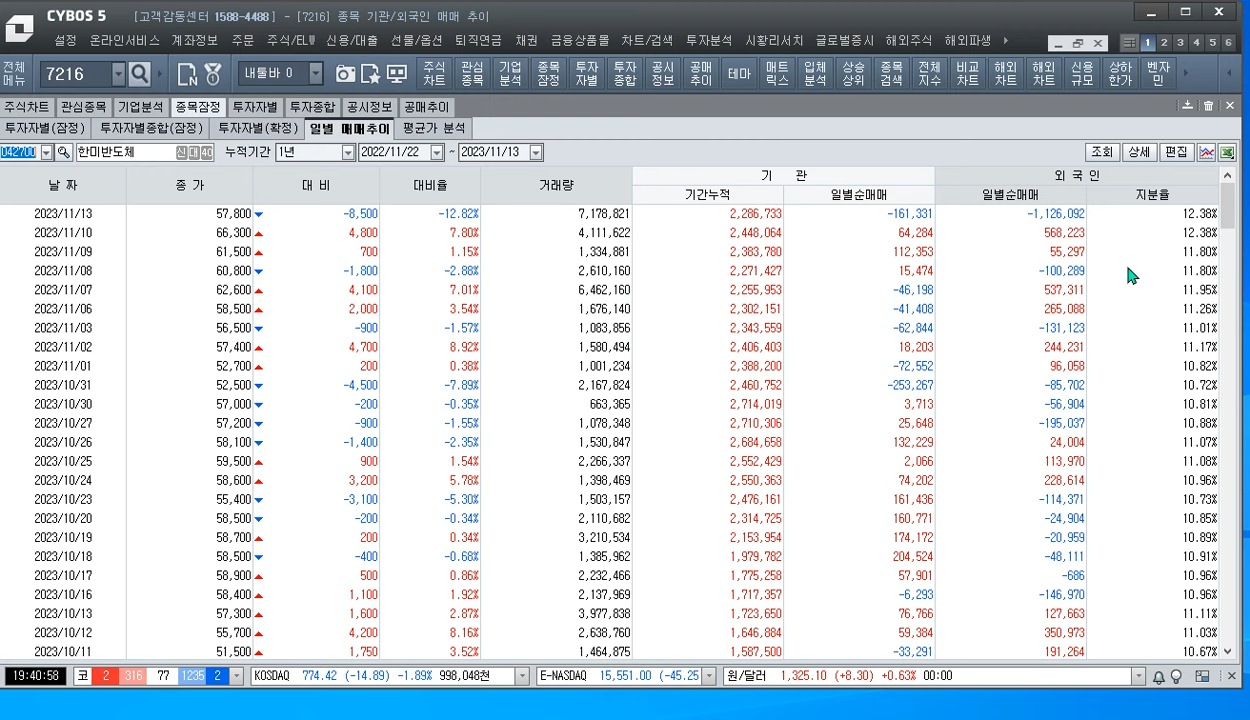 CYBOS 5 [고객감동센터 1588-4488] - [7216] 종목 기관/외국인 매매 추이
설정 온라인서비스 계좌정보 주문 주식/ELW 신용/대출 선물/옵션 퇴직연금 채권 금융상품몰 차트/검색 투자분석 시황리서치 글로벌증시 해외주식 해외파생 1 2 3 4 5 6
전체메뉴 7216 내툴바 0 주식차트 관심종목 기업분석 종목잠정 투자자별 투자종합 공시정보 공매추이 테마 매트릭스 입체분석 상승상위 종목검색 전체지수 비교차트 해외차트 해외차트 신용규모 상하한가 벤자민
주식차트 관심종목 기업분석 종목잠정 투자자별 투자종합 공시정보 공매추이
투자자별(잠정) 투자자별종합(잠정) 투자자별(확정) 일별 매매추이 평균가 분석
042700 한미반도체 신 대 40 누적기간 1년 2022/11/22 ~ 2023/11/13 조회 상세 편집
날짜 종가 대비 대비율 거래량 기관 외국인
기간누적 일별순매매 일별순매매 지분율
2023/11/13 57,800 -8,500 -12.82% 7,178,821 2,286,733 -161,331 -1,126,092 12.38%
2023/11/10 66,300 4,800 7.80% 4,111,622 2,448,064 64,284 568,223 12.38%
2023/11/09 61,500 700 1.15% 1,334,881 2,383,780 112,353 55,297 11.80%
2023/11/08 60,800 -1,800 -2.88% 2,610,160 2,271,427 15,474 -100,289 11.80%
2023/11/07 62,600 4,100 7.01% 6,462,160 2,255,953 -46,198 537,311 11.95%
2023/11/06 58,500 2,000 3.54% 1,676,140 2,302,151 -41,408 265,088 11.26%
2023/11/03 56,500 -900 -1.57% 1,083,856 2,343,559 -62,844 -131,123 11.01%
2023/11/02 57,400 4,700 8.92% 1,580,494 2,406,403 18,203 244,231 11.17%
2023/11/01 52,700 200 0.38% 1,001,234 2,388,200 -72,552 96,058 10.82%
2023/10/31 52,500 -4,500 -7.89% 2,167,824 2,460,752 -253,267 -85,702 10.72%
2023/10/30 57,000 -200 -0.35% 663,365 2,714,019 3,713 -56,904 10.81%
2023/10/27 57,200 -900 -1.55% 1,078,348 2,710,306 25,648 -195,037 10.88%
2023/10/26 58,100 -1,400 -2.35% 1,530,847 2,684,658 132,229 24,004 11.07%
2023/10/25 59,500 900 1.54% 2,266,337 2,552,429 2,066 113,970 11.08%
2023/10/24 58,600 3,200 5.78% 1,398,469 2,550,363 74,202 228,614 10.96%
2023/10/23 55,400 -3,100 -5.30% 1,503,157 2,476,161 161,436 -114,371 10.73%
2023/10/20 58,500 -200 -0.34% 2,110,682 2,314,725 160,771 -24,904 10.85%
2023/10/19 58,700 200 0.34% 3,210,534 2,153,954 174,172 -20,959 10.89%
2023/10/18 58,500 -400 -0.68% 1,385,962 1,979,782 204,524 -48,111 10.91%
2023/10/17 58,900 500 0.86% 2,232,466 1,775,258 57,901 -686 10.96%
2023/10/16 58,400 1,100 1.92% 2,137,969 1,717,357 -6,293 -146,970 10.96%
2023/10/13 57,300 1,600 2.87% 3,977,838 1,723,650 76,766 127,663 11.11%
2023/10/12 55,700 4,200 8.16% 2,638,760 1,646,884 59,384 350,973 11.03%
2023/10/11 51,500 1,750 3.52% 1,464,875 1,587,500 -33,291 191,264 10.67%
19:40:58 코 2 316 77 1235 2 KOSDAQ 774.42 (-14.89) -1.89% 998,048천 E-NASDAQ 15,551.00 (-45.25 원/달러 1,325.10 (+8.30) +0.63% 00:00